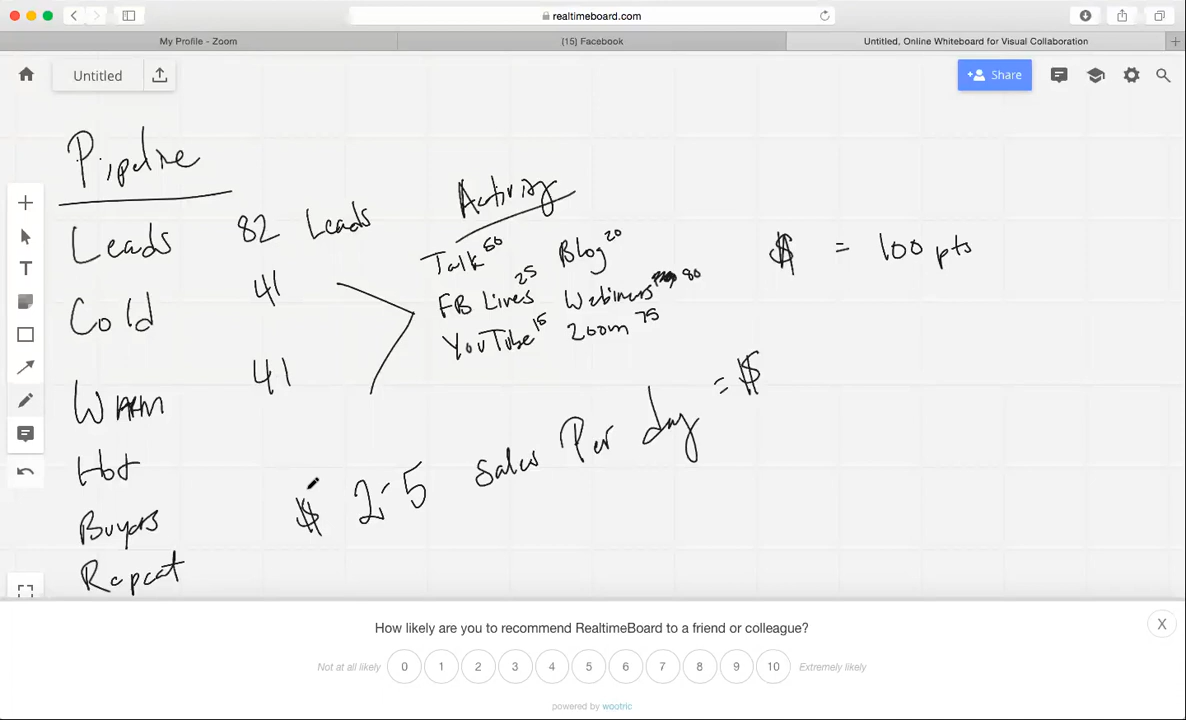 realtimeboard.com
My Profile - Zoom
(15) Facebook
Untitled, Online Whiteboard for Visual Collaboration
Untitled
Share
Pipeline
Activity
Leads 82 Leads
Talk 50 Blog 20
$ = 100 pts
Cold 41
FB Lives 25 Webinars 80
YouTube 15 Zoom 75
Warm 41
Hot
$ 2-5 Sales Per day = $
Buyers
Repeat
How likely are you to recommend RealtimeBoard to a friend or colleague?
X
Not at all likely 0 1 2 3 4 5 6 7 8 9 10 Extremely likely
powered by wootric